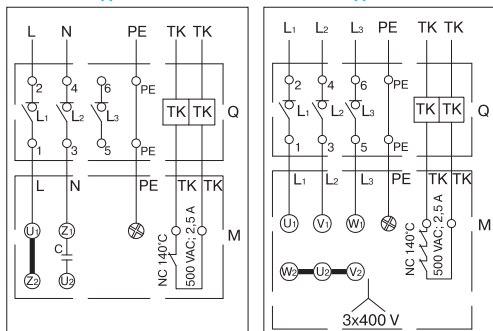 L N PE TK TK
2 4 6 PE
L1 L2 L3 TK TK Q
1 3 5 PE
L N PE TK TK
U1 Z1 M
C
Z2 U2
NC 140°C
500 VAC; 2,5 A
L1 L2 L3 PE TK TK
2 4 6 PE
L1 L2 L3 TK TK Q
1 3 5 PE
L1 L2 L3 PE TK TK
U1 V1 W1 M
W2 U2 V2
NC 140°C
500 VAC; 2,5 A
3x400 V